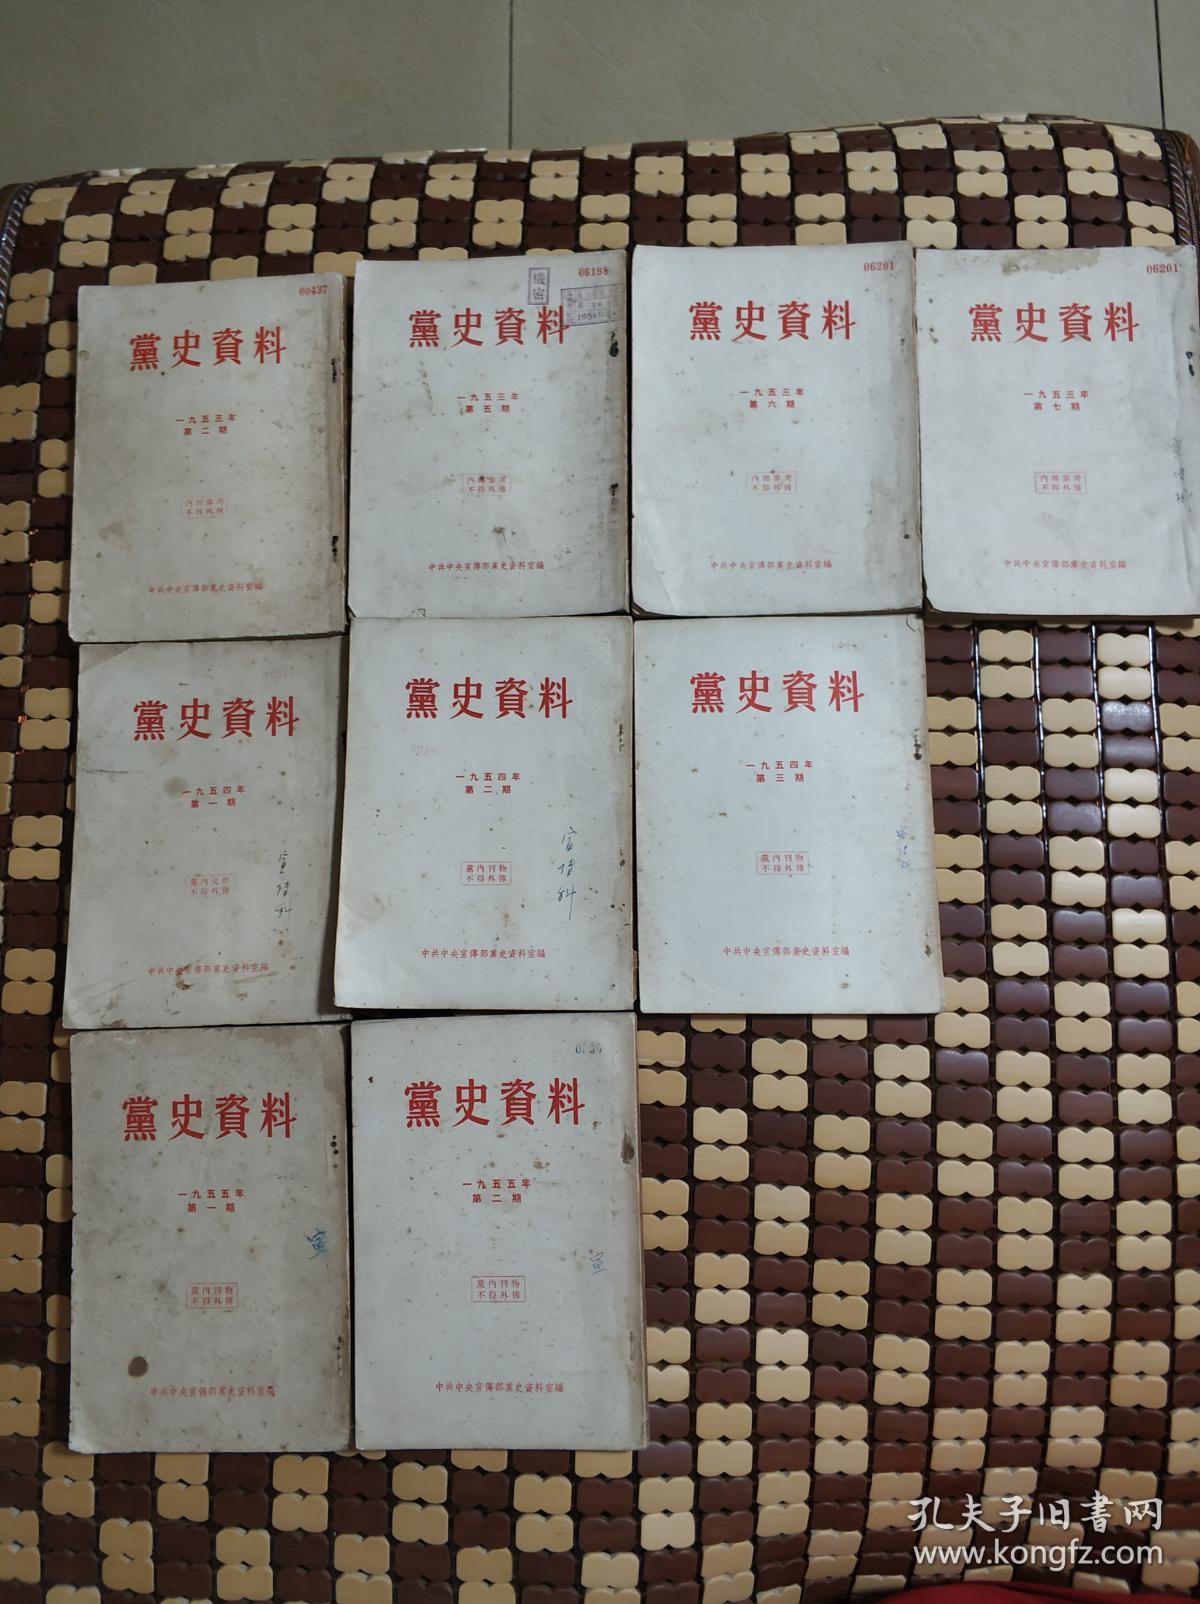 00437
黨史資料
一九五三年
第二期
內部參考
不得外傳
中共中央宣傳部黨史資料室編
06198
機密
195
黨史資料
一九五三年
第五期
內部參考
不得外傳
中共中央宣傳部黨史資料室編
06201
黨史資料
一九五三年
第六期
內部參考
不得外傳
中共中央宣傳部黨史資料室編
06201
黨史資料
一九五三年
第七期
內部參考
不得外傳
中共中央宣傳部黨史資料室編
黨史資料
一九五四年
第一期
黨內文件
不得外傳
宣传科
中共中央宣傳部黨史資料室編
黨史資料
一九五四年
第二期
黨內刊物
不得外傳
宣传科
中共中央宣傳部黨史資料室編
黨史資料
一九五四年
第三期
黨內刊物
不得外傳
中共中央宣傳部黨史資料室編
黨史資料
一九五五年
第一期
宣
黨內刊物
不得外傳
中共中央宣傳部黨史資料室編
黨史資料
一九五五年
第二期
宣
黨內刊物
不得外傳
中共中央宣傳部黨史資料室編
孔夫子旧書网
www.kongfz.com